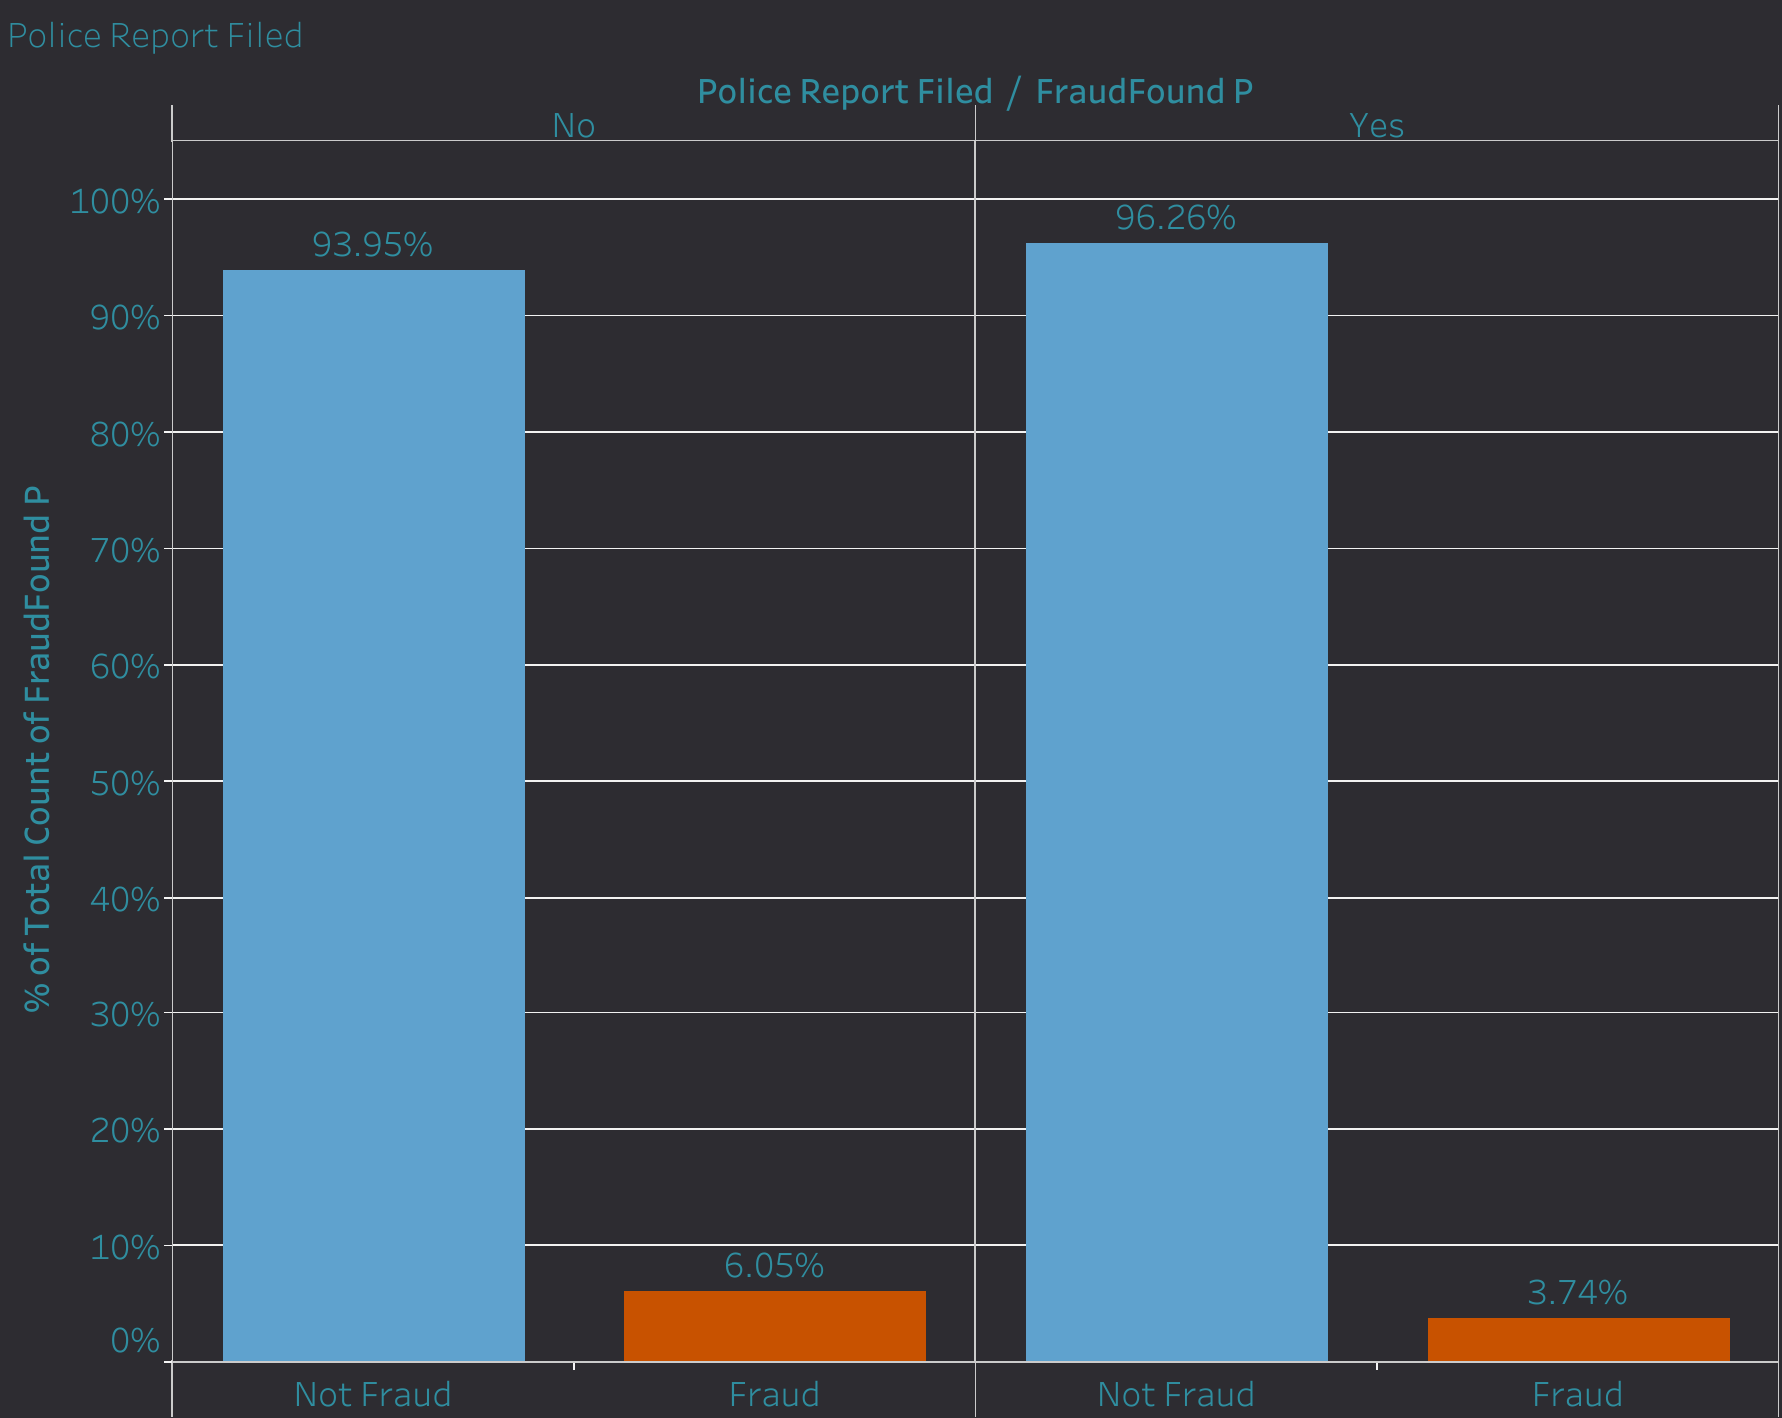 Police Report Filed
Police Report Filed / FraudFound P
No
Yes
% of Total Count of FraudFound P
100%
90%
80%
70%
60%
50%
40%
30%
20%
10%
0%
93.95%
6.05%
96.26%
3.74%
Not Fraud
Fraud
Not Fraud
Fraud